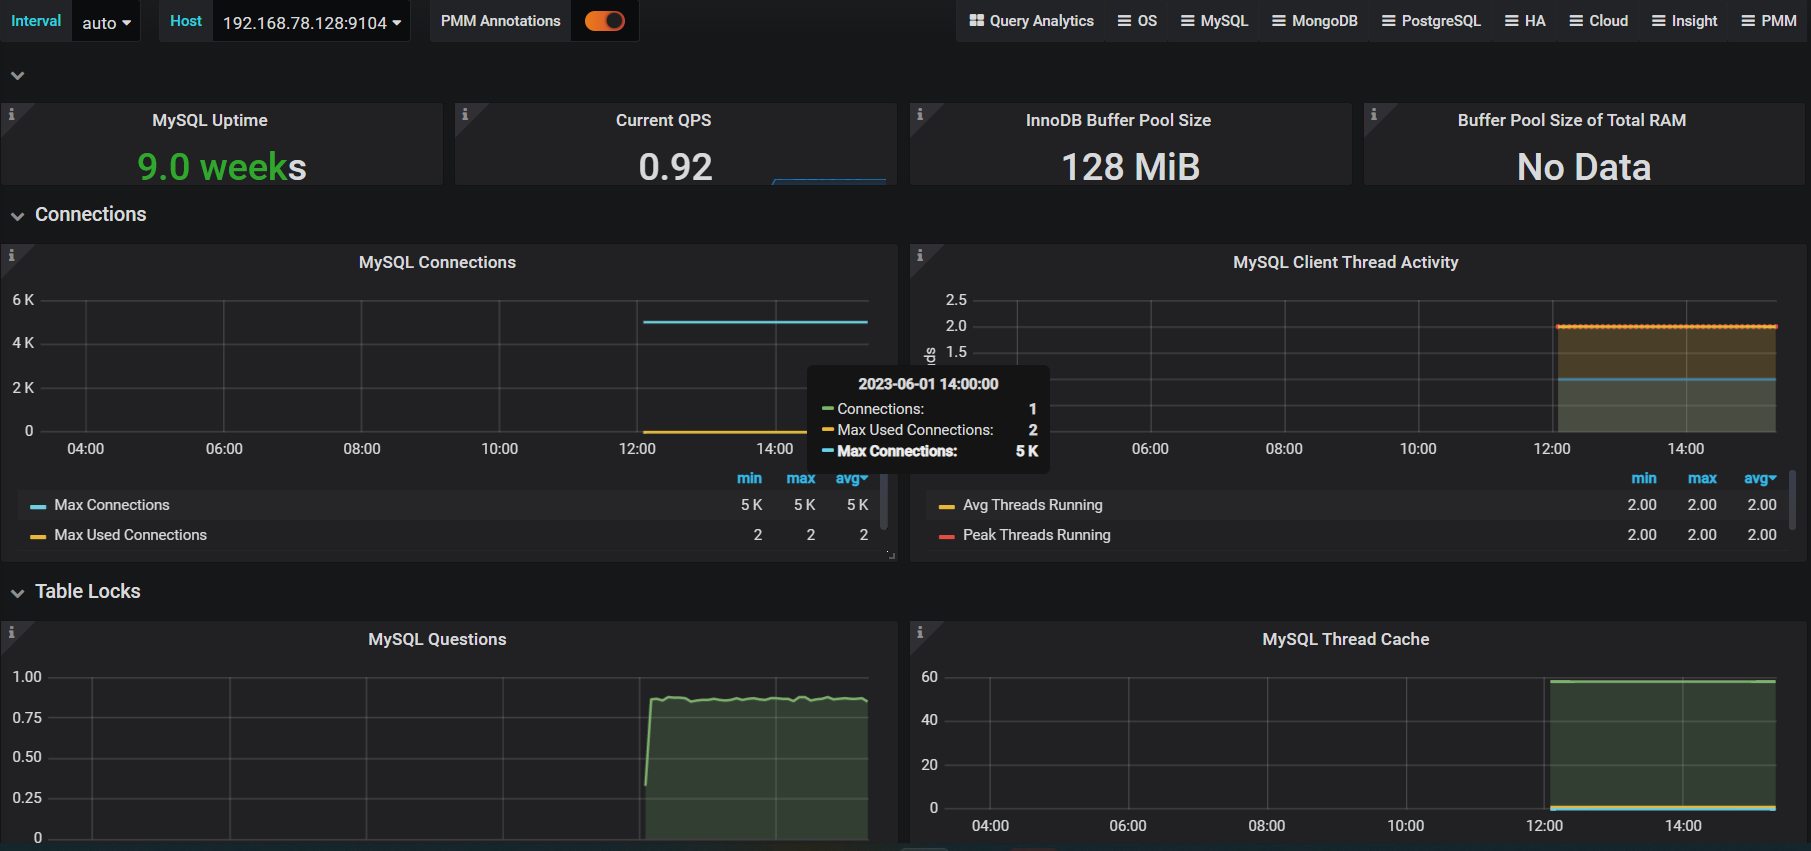 Interval auto Host 192.168.78.128:9104 PMM Annotations Query Analytics OS MySQL MongoDB PostgreSQL HA Cloud Insight PMM
MySQL Uptime
9.0 weeks
Current QPS
0.92
InnoDB Buffer Pool Size
128 MiB
Buffer Pool Size of Total RAM
No Data
Connections
MySQL Connections
6 K
4 K
2 K
0
04:00 06:00 08:00 10:00 12:00 14:00
min max avg
Max Connections 5 K 5 K 5 K
Max Used Connections 2 2 2
2023-06-01 14:00:00
Connections: 1
Max Used Connections: 2
Max Connections: 5 K
MySQL Client Thread Activity
2.5
2.0
1.5
06:00 08:00 10:00 12:00 14:00
min max avg
Avg Threads Running 2.00 2.00 2.00
Peak Threads Running 2.00 2.00 2.00
Table Locks
MySQL Questions
1.00
0.75
0.50
0.25
0
MySQL Thread Cache
60
40
20
0
04:00 06:00 08:00 10:00 12:00 14:00